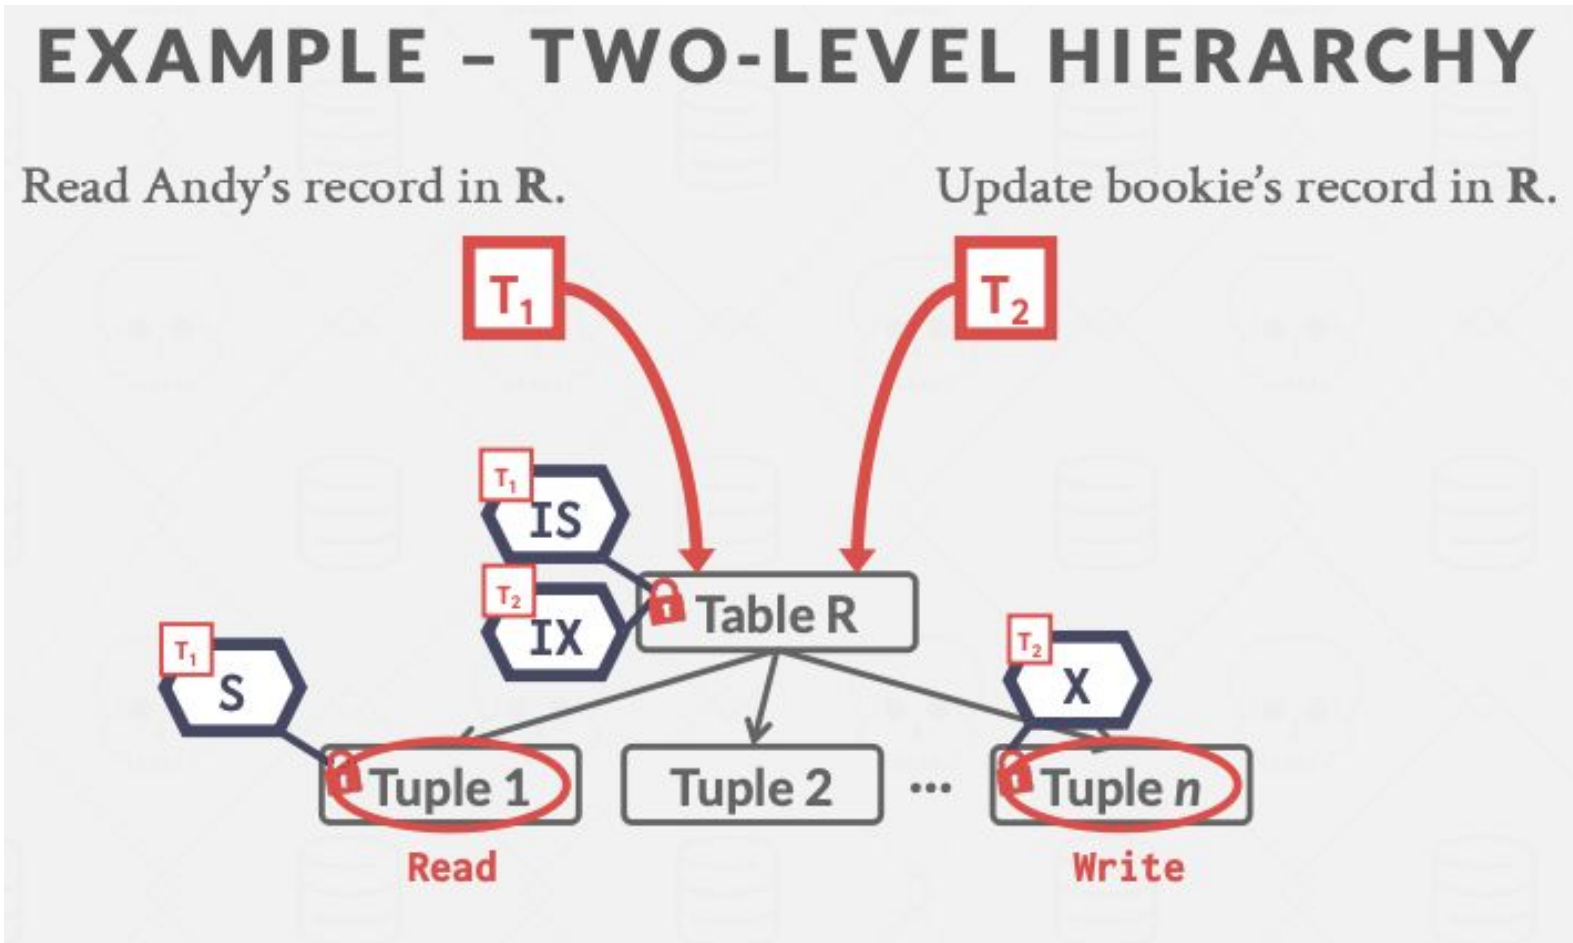 EXAMPLE – TWO-LEVEL HIERARCHY
Read Andy's record in R.
Update bookie's record in R.
T1
T2
T1
IS
T2
IX
Table R
T1
S
T2
X
Tuple 1
Tuple 2
...
Tuple n
Read
Write